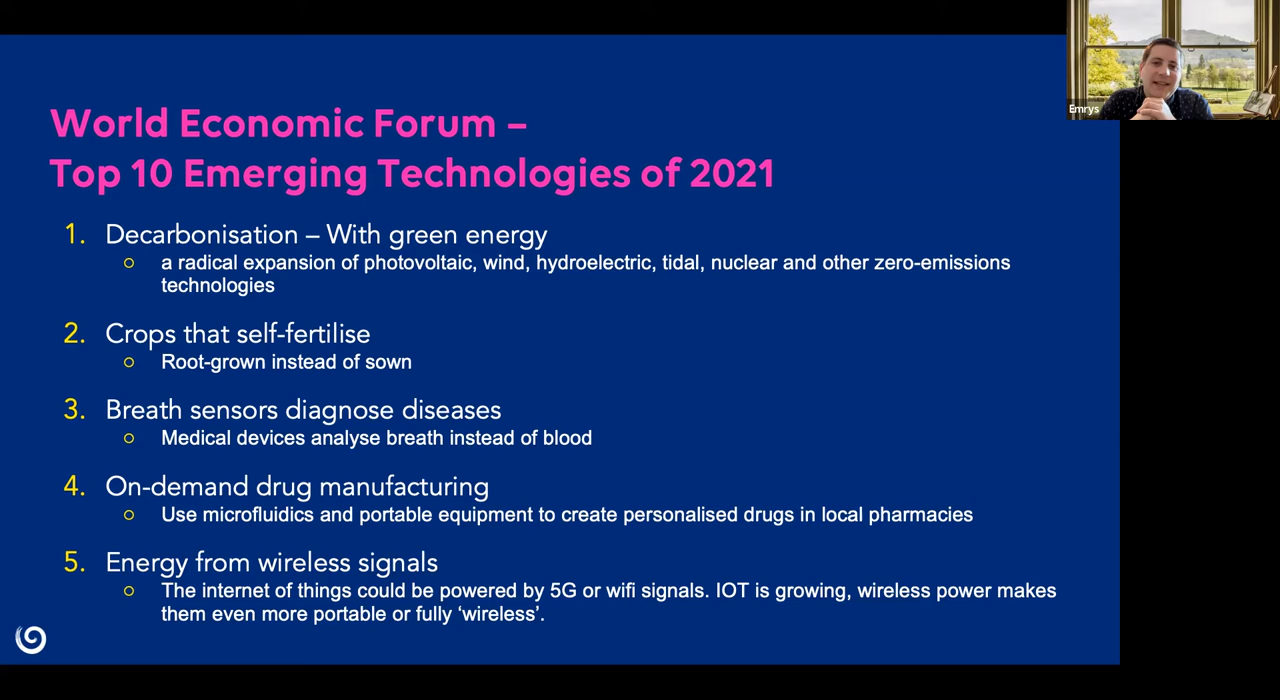 World Economic Forum –
Top 10 Emerging Technologies of 2021
1. Decarbonisation – With green energy
○ a radical expansion of photovoltaic, wind, hydroelectric, tidal, nuclear and other zero-emissions
technologies
2. Crops that self-fertilise
○ Root-grown instead of sown
3. Breath sensors diagnose diseases
○ Medical devices analyse breath instead of blood
4. On-demand drug manufacturing
○ Use microfluidics and portable equipment to create personalised drugs in local pharmacies
5. Energy from wireless signals
○ The internet of things could be powered by 5G or wifi signals. IOT is growing, wireless power makes
them even more portable or fully ‘wireless’.
Emrys